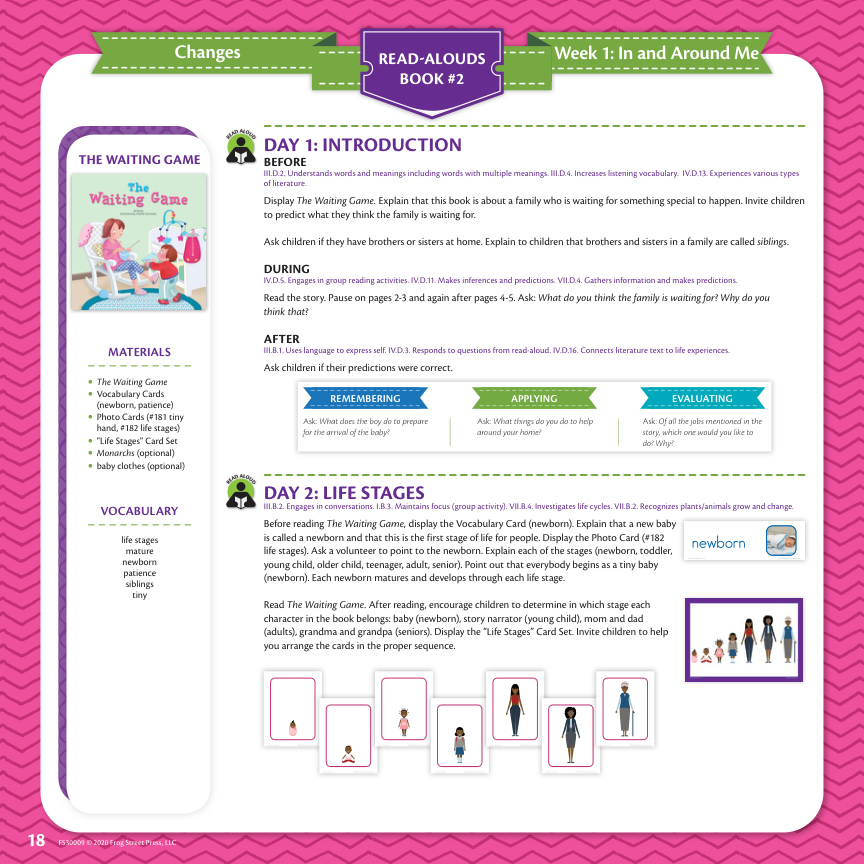 Changes
READ-ALOUDS
BOOK #2
Week 1: In and Around Me
THE WAITING GAME
The
Waiting Game
MATERIALS
• The Waiting Game
• Vocabulary Cards
(newborn, patience)
• Photo Cards (#181 tiny
hand, #182 life stages)
• "Life Stages" Card Set
• Monarchs (optional)
• baby clothes (optional)
VOCABULARY
life stages
mature
newborn
patience
siblings
tiny
READ ALOUD
DAY 1: INTRODUCTION
BEFORE
III.D.2. Understands words and meanings including words with multiple meanings. III.D.4. Increases listening vocabulary. IV.D.13. Experiences various types
of literature.
Display The Waiting Game. Explain that this book is about a family who is waiting for something special to happen. Invite children
to predict what they think the family is waiting for.
Ask children if they have brothers or sisters at home. Explain to children that brothers and sisters in a family are called siblings.
DURING
IV.D.5. Engages in group reading activities. IV.D.11. Makes inferences and predictions. VII.D.4. Gathers information and makes predictions.
Read the story. Pause on pages 2-3 and again after pages 4-5. Ask: What do you think the family is waiting for? Why do you
think that?
AFTER
III.B.1. Uses language to express self. IV.D.3. Responds to questions from read-aloud. IV.D.16. Connects literature text to life experiences.
Ask children if their predictions were correct.
REMEMBERING
Ask: What does the boy do to prepare
for the arrival of the baby?
APPLYING
Ask: What things do you do to help
around your home?
EVALUATING
Ask: Of all the jobs mentioned in the
story, which one would you like to
do? Why?
READ ALOUD
DAY 2: LIFE STAGES
III.B.2. Engages in conversations. I.B.3. Maintains focus (group activity). VII.B.4. Investigates life cycles. VII.B.2. Recognizes plants/animals grow and change.
Before reading The Waiting Game, display the Vocabulary Card (newborn). Explain that a new baby
is called a newborn and that this is the first stage of life for people. Display the Photo Card (#182
life stages). Ask a volunteer to point to the newborn. Explain each of the stages (newborn, toddler,
young child, older child, teenager, adult, senior). Point out that everybody begins as a tiny baby
(newborn). Each newborn matures and develops through each life stage.
newborn
Read The Waiting Game. After reading, encourage children to determine in which stage each
character in the book belongs: baby (newborn), story narrator (young child), mom and dad
(adults), grandma and grandpa (seniors). Display the "Life Stages" Card Set. Invite children to help
you arrange the cards in the proper sequence.
18
FS30009 © 2020 Frog Street Press, LLC